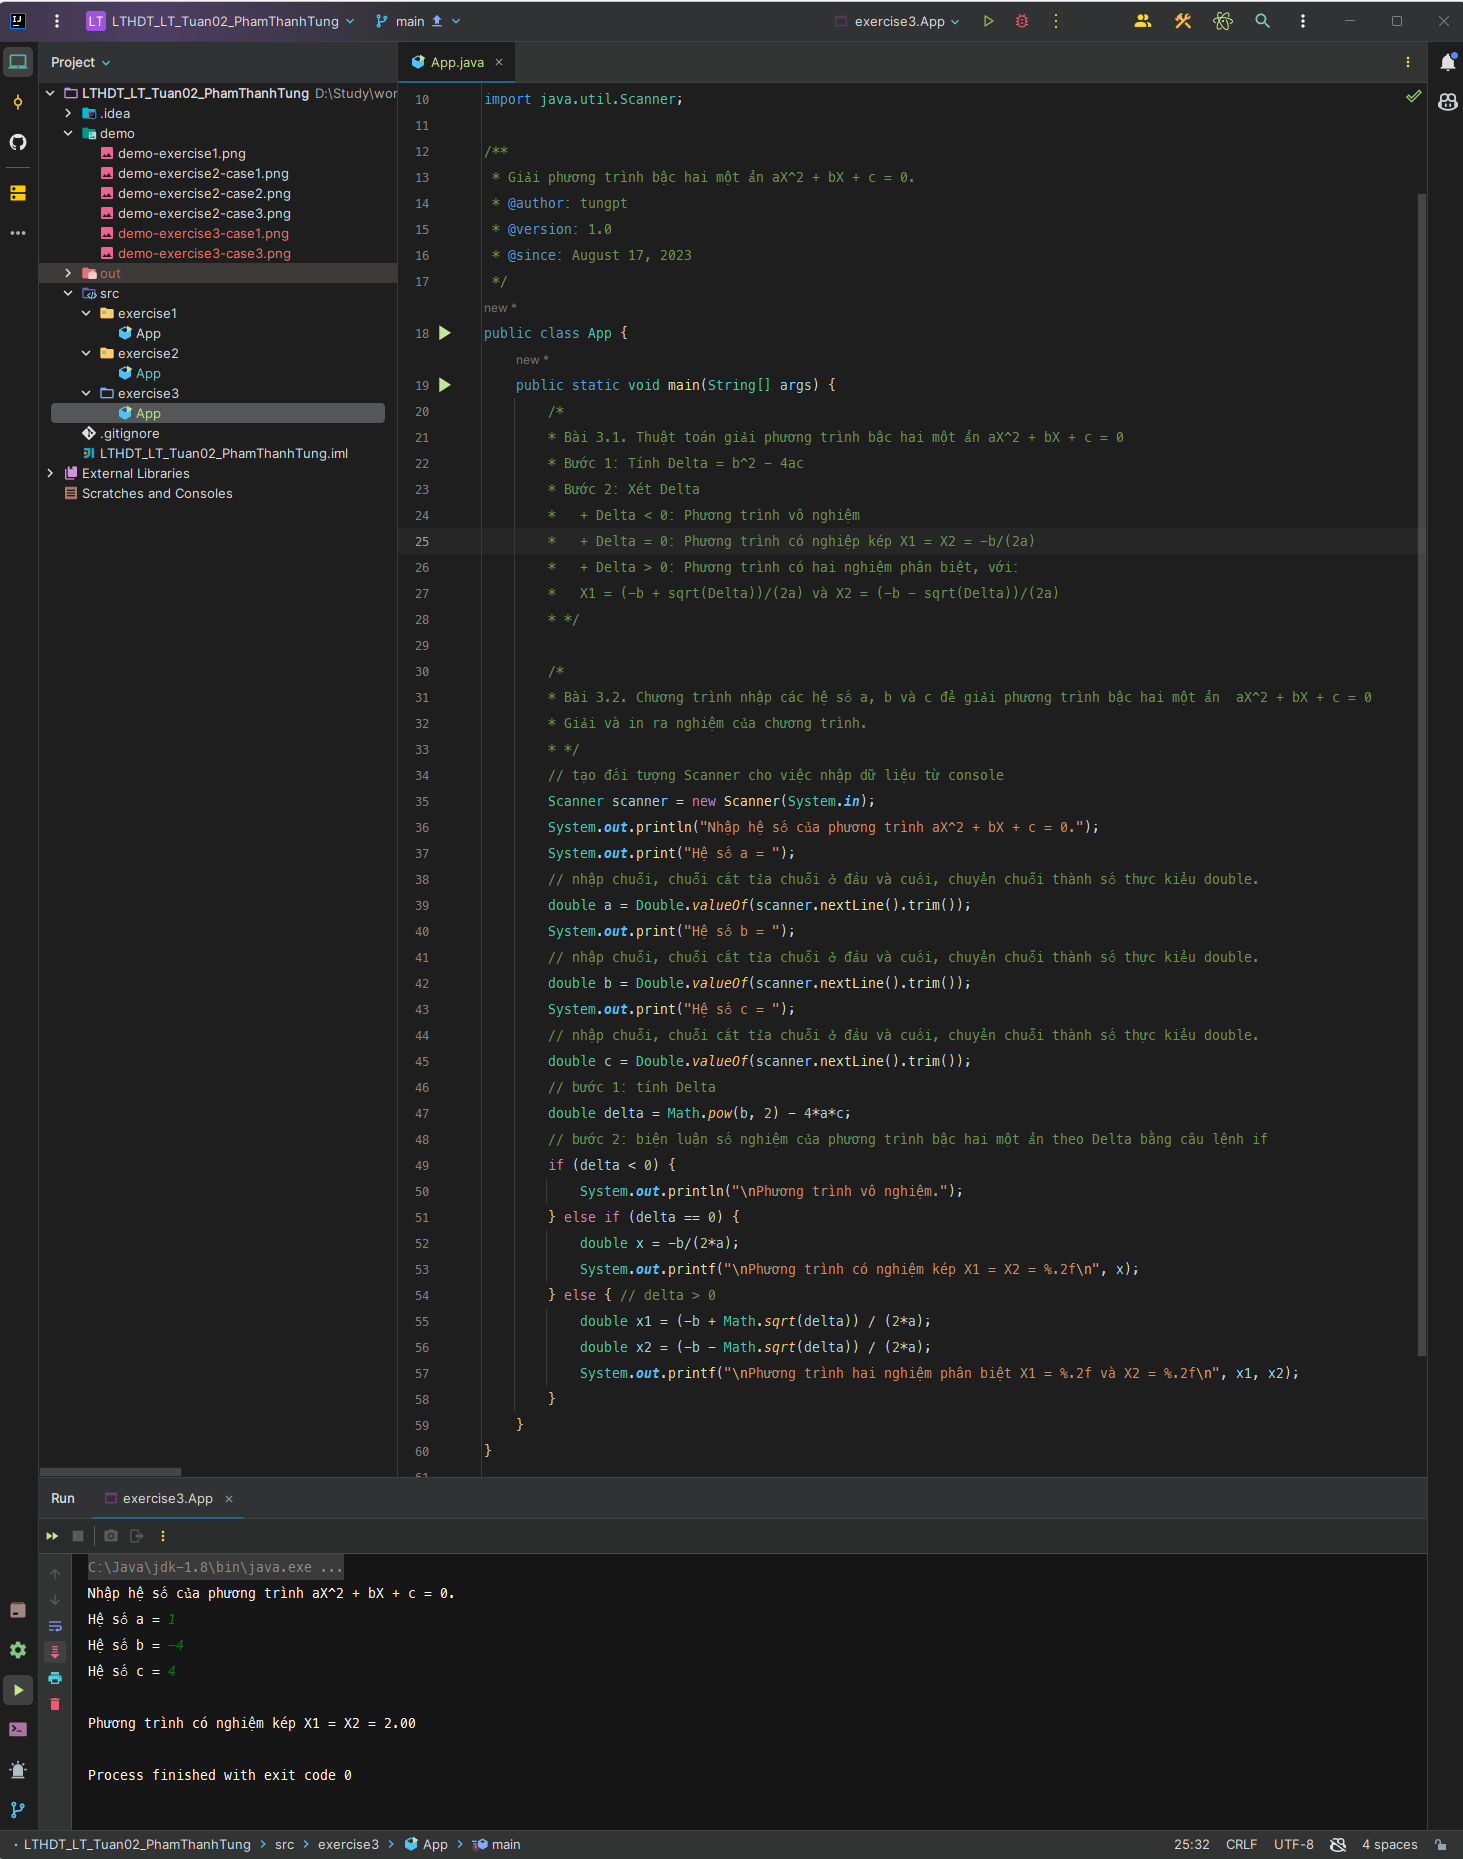 LT LTHDT_LT_Tuan02_PhamThanhTung main exercise3.App
Project
App.java
LTHDT_LT_Tuan02_PhamThanhTung D:\Study\wor
.idea
demo
demo-exercise1.png
demo-exercise2-case1.png
demo-exercise2-case2.png
demo-exercise2-case3.png
demo-exercise3-case1.png
demo-exercise3-case3.png
out
src
exercise1
App
exercise2
App
exercise3
App
.gitignore
LTHDT_LT_Tuan02_PhamThanhTung.iml
External Libraries
Scratches and Consoles
10 import java.util.Scanner;
11
12 /**
13 * Giải phương trình bậc hai một ẩn aX^2 + bX + c = 0.
14 * @author: tungpt
15 * @version: 1.0
16 * @since: August 17, 2023
17 */
new *
18 public class App {
new *
19 public static void main(String[] args) {
20 /*
21 * Bài 3.1. Thuật toán giải phương trình bậc hai một ẩn aX^2 + bX + c = 0
22 * Bước 1: Tính Delta = b^2 - 4ac
23 * Bước 2: Xét Delta
24 * + Delta < 0: Phương trình vô nghiệm
25 * + Delta = 0: Phương trình có nghiệp kép X1 = X2 = -b/(2a)
26 * + Delta > 0: Phương trình có hai nghiệm phân biệt, với:
27 * X1 = (-b + sqrt(Delta))/(2a) và X2 = (-b - sqrt(Delta))/(2a)
28 * */
29
30 /*
31 * Bài 3.2. Chương trình nhập các hệ số a, b và c để giải phương trình bậc hai một ẩn  aX^2 + bX + c = 0
32 * Giải và in ra nghiệm của chương trình.
33 * */
34 // tạo đối tượng Scanner cho việc nhập dữ liệu từ console
35 Scanner scanner = new Scanner(System.in);
36 System.out.println("Nhập hệ số của phương trình aX^2 + bX + c = 0.");
37 System.out.print("Hệ số a = ");
38 // nhập chuỗi, chuỗi cắt tỉa chuỗi ở đầu và cuối, chuyển chuỗi thành số thực kiểu double.
39 double a = Double.valueOf(scanner.nextLine().trim());
40 System.out.print("Hệ số b = ");
41 // nhập chuỗi, chuỗi cắt tỉa chuỗi ở đầu và cuối, chuyển chuỗi thành số thực kiểu double.
42 double b = Double.valueOf(scanner.nextLine().trim());
43 System.out.print("Hệ số c = ");
44 // nhập chuỗi, chuỗi cắt tỉa chuỗi ở đầu và cuối, chuyển chuỗi thành số thực kiểu double.
45 double c = Double.valueOf(scanner.nextLine().trim());
46 // bước 1: tính Delta
47 double delta = Math.pow(b, 2) - 4*a*c;
48 // bước 2: biện luận số nghiệm của phương trình bậc hai một ẩn theo Delta bằng câu lệnh if
49 if (delta < 0) {
50 System.out.println("\nPhương trình vô nghiệm.");
51 } else if (delta == 0) {
52 double x = -b/(2*a);
53 System.out.printf("\nPhương trình có nghiệm kép X1 = X2 = %.2f\n", x);
54 } else { // delta > 0
55 double x1 = (-b + Math.sqrt(delta)) / (2*a);
56 double x2 = (-b - Math.sqrt(delta)) / (2*a);
57 System.out.printf("\nPhương trình hai nghiệm phân biệt X1 = %.2f và X2 = %.2f\n", x1, x2);
58 }
59 }
60 }
61
Run exercise3.App
C:\Java\jdk-1.8\bin\java.exe ...
Nhập hệ số của phương trình aX^2 + bX + c = 0.
Hệ số a = 1
Hệ số b = -4
Hệ số c = 4
Phương trình có nghiệm kép X1 = X2 = 2.00
Process finished with exit code 0
LTHDT_LT_Tuan02_PhamThanhTung > src > exercise3 > App > main 25:32 CRLF UTF-8 4 spaces